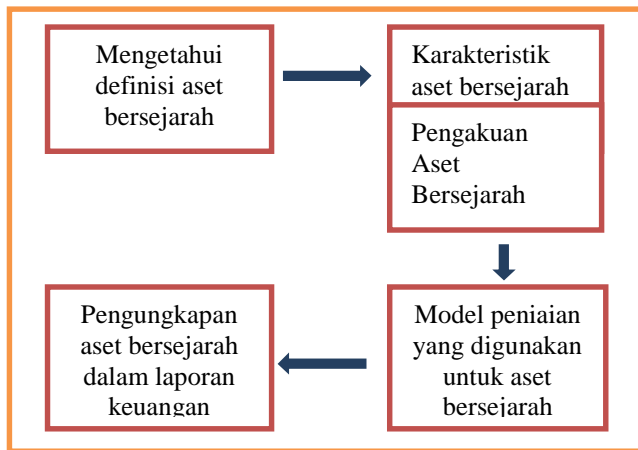 Mengetahui
definisi aset
bersejarah
Karakteristik
aset bersejarah
Pengakuan
Aset
Bersejarah
Model peniaian
yang digunakan
untuk aset
bersejarah
Pengungkapan
aset bersejarah
dalam laporan
keuangan